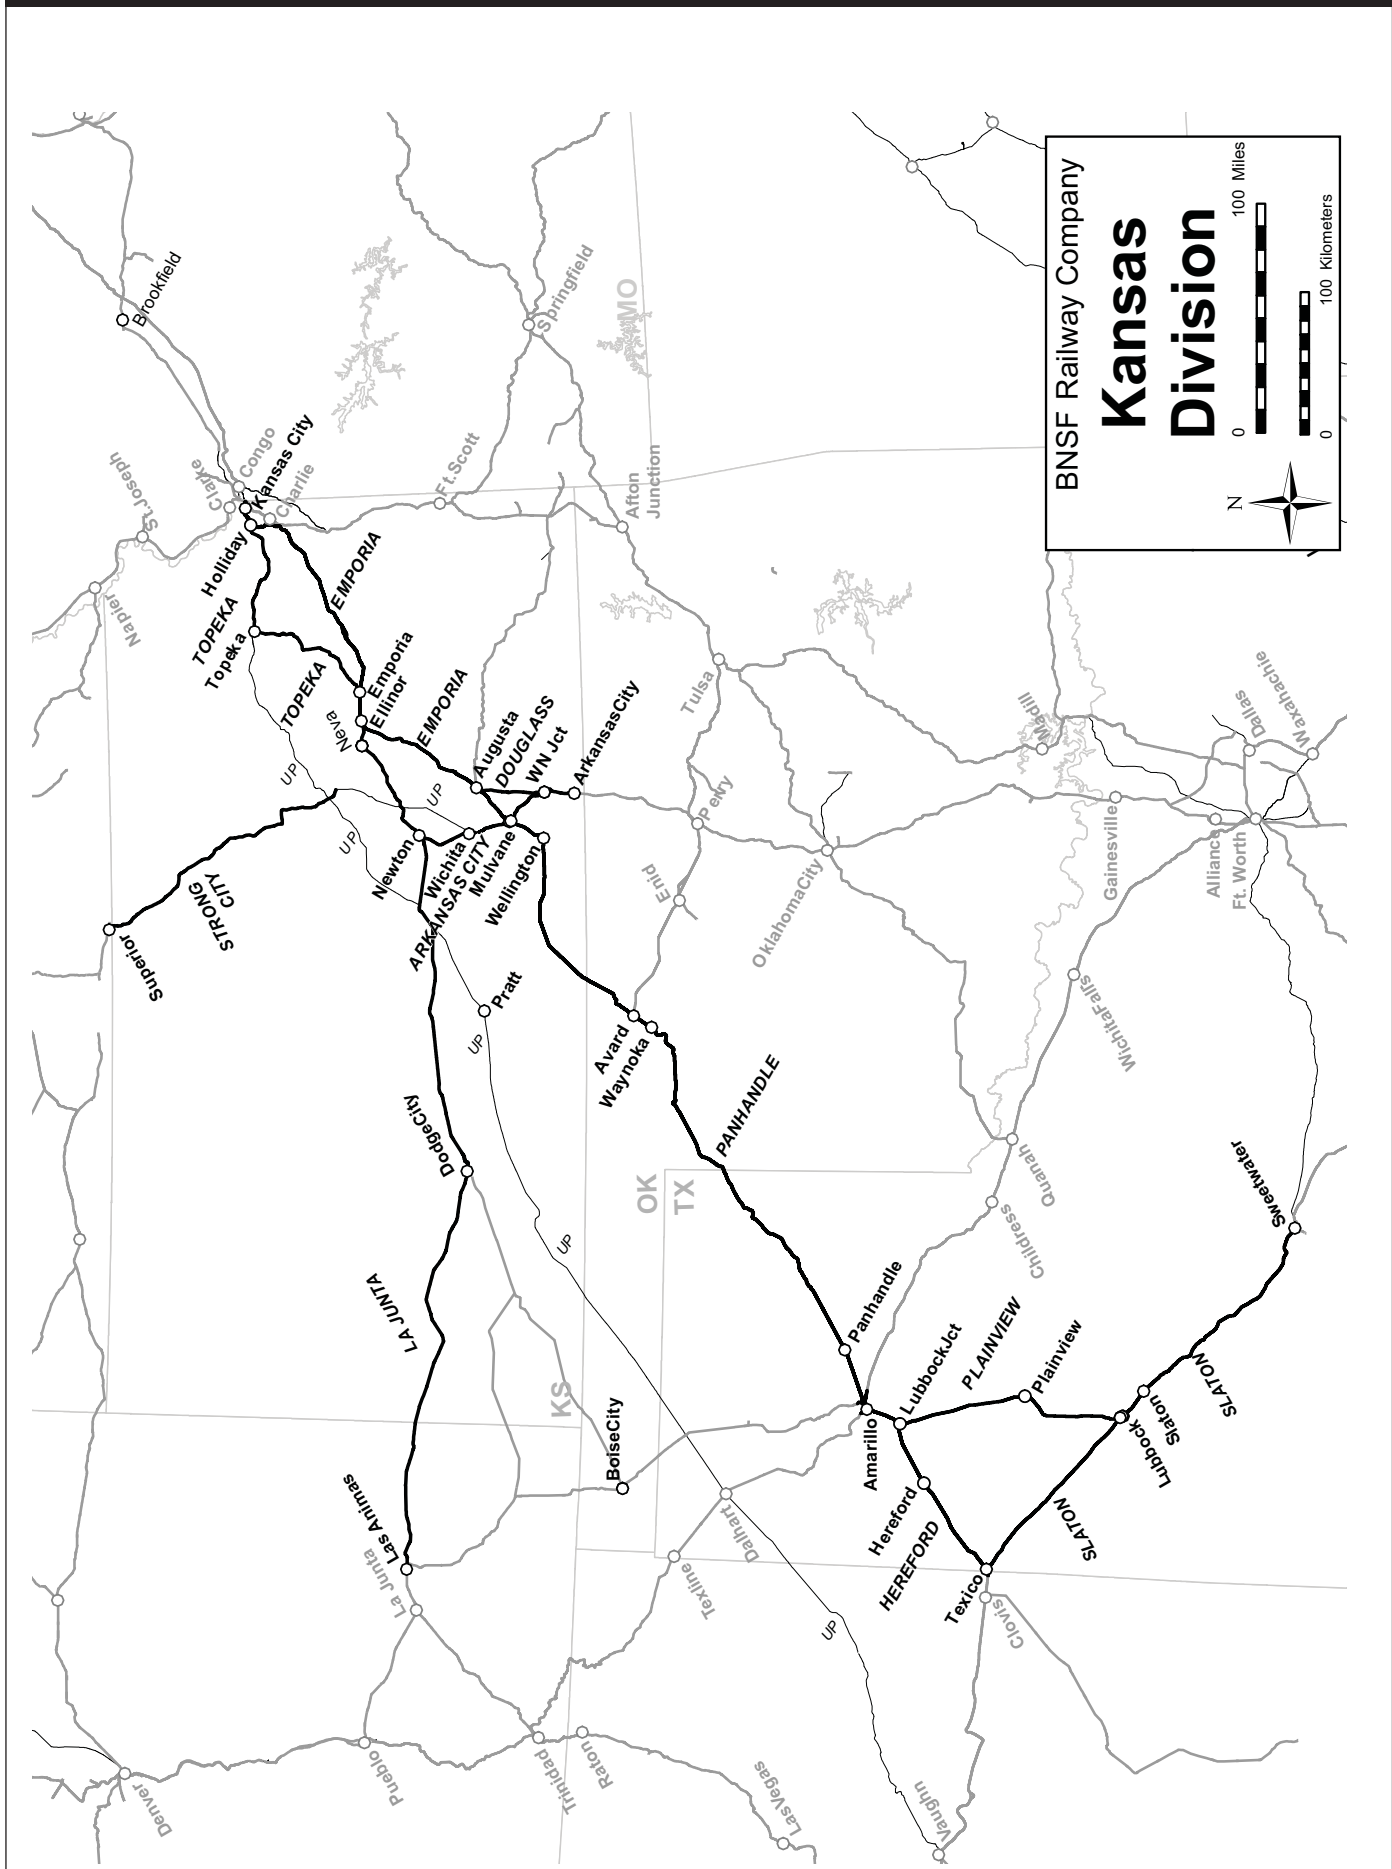 BNSF Railway Company
Kansas
Division
0
100 Miles
0
100 Kilometers
N
Brookfield
St.Joseph
Napier
Clarke
Congo
Kansas City
Charlie
Holliday
TOPEKA
Topeka
TOPEKA
EMPORIA
Ft.Scott
Springfield
MO
Afton
Junction
Emporia
Ellinor
Neva
EMPORIA
UP
UP
UP
Augusta
DOUGLASS
WN Jct
ArkansasCity
Newton
Wichita
ARKANSAS CITY
Mulvane
Wellington
Superior
STRONG
CITY
Pratt
UP
Tulsa
Perry
Enid
OklahomaCity
Madill
Gainesville
Alliance
Ft. Worth
Dallas
Waxahachie
WichitaFalls
Avard
Waynoka
PANHANDLE
DodgeCity
LA JUNTA
OK
TX
UP
Quanah
Childress
Sweetwater
Panhandle
LubbockJct
PLAINVIEW
Plainview
SLATON
Slaton
Lubbock
KS
BoiseCity
Amarillo
Hereford
HEREFORD
SLATON
Las Animas
La Junta
Dalhart
Texline
Texico
Clovis
UP
Denver
Pueblo
Trinidad
Raton
LasVegas
Vaughn